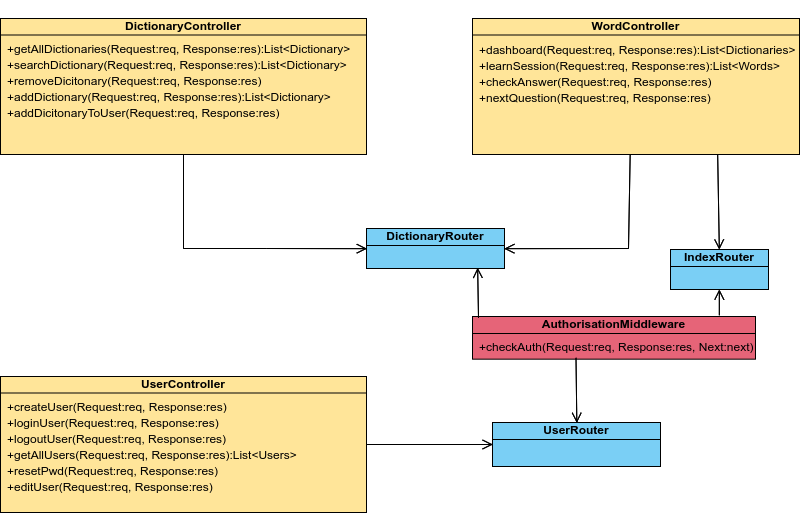 DictionaryController
+getAllDictionaries(Request:req, Response:res):List<Dictionary>
+searchDictionary(Request:req, Response:res):List<Dictionary>
+removeDicitonary(Request:req, Response:res)
+addDictionary(Request:req, Response:res):List<Dictionary>
+addDicitonaryToUser(Request:req, Response:res)
WordController
+dashboard(Request:req, Response:res):List<Dictionaries>
+learnSession(Request:req, Response:res):List<Words>
+checkAnswer(Request:req, Response:res)
+nextQuestion(Request:req, Response:res)
DictionaryRouter
IndexRouter
AuthorisationMiddleware
+checkAuth(Request:req, Response:res, Next:next)
UserController
+createUser(Request:req, Response:res)
+loginUser(Request:req, Response:res)
+logoutUser(Request:req, Response:res)
+getAllUsers(Request:req, Response:res):List<Users>
+resetPwd(Request:req, Response:res)
+editUser(Request:req, Response:res)
UserRouter